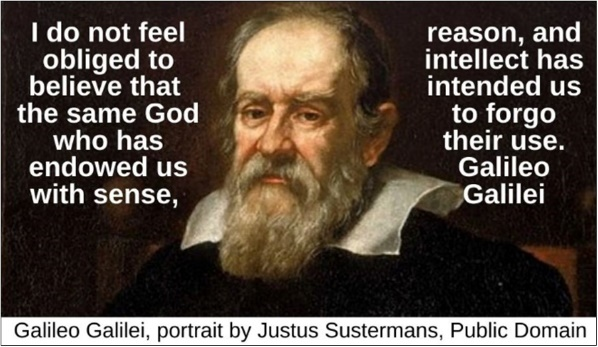 I do not feel
obliged to
believe that
the same God
who has
endowed us
with sense,
reason, and
intellect has
intended us
to forgo
their use.
Galileo
Galilei
Galileo Galilei, portrait by Justus Sustermans, Public Domain